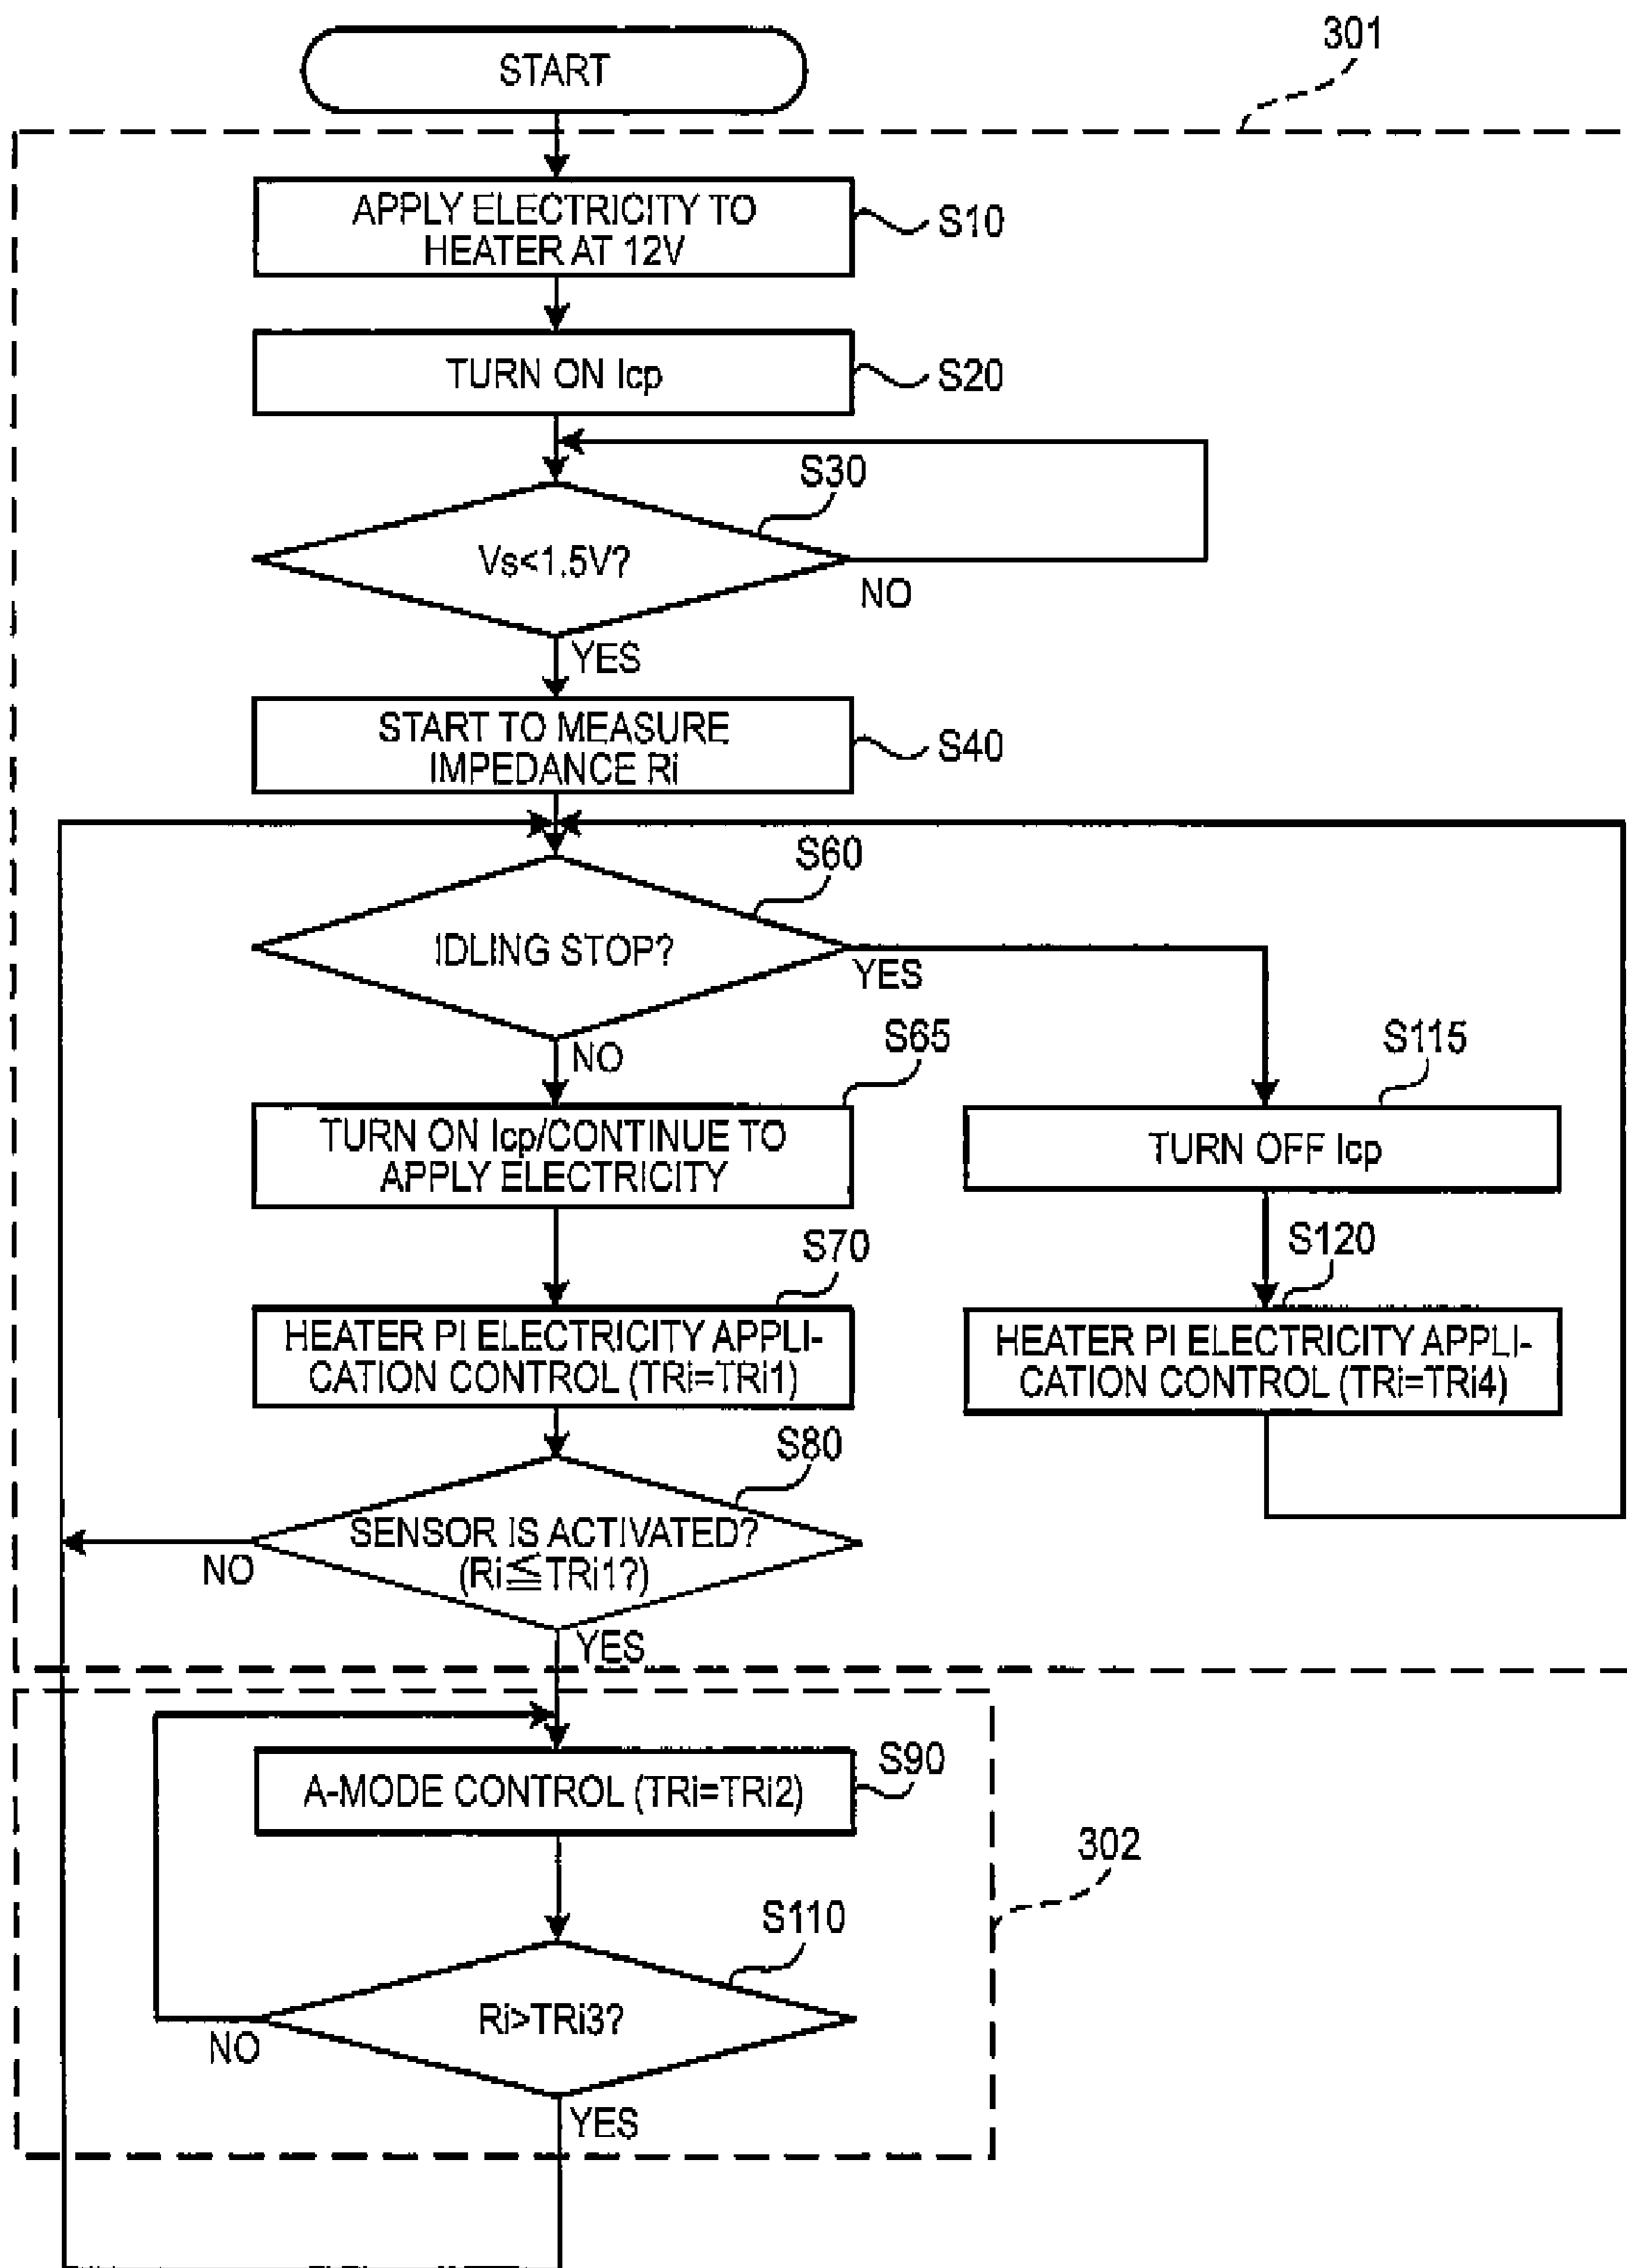 301
START
APPLY ELECTRICITY TO
HEATER AT 12V
S10
TURN ON Icp
S20
S30
Vs<1.5V?
NO
YES
START TO MEASURE
IMPEDANCE Ri
S40
S60
IDLING STOP?
YES
NO
S65
S115
TURN ON Icp/CONTINUE TO
APPLY ELECTRICITY
TURN OFF Icp
S70
S120
HEATER PI ELECTRICITY APPLI-
CATION CONTROL (TRi=TRi1)
HEATER PI ELECTRICITY APPLI-
CATION CONTROL (TRi=TRi4)
S80
SENSOR IS ACTIVATED?
(Ri≦TRi1?)
NO
YES
S90
A-MODE CONTROL (TRi=TRi2)
302
S110
Ri>TRi3?
NO
YES